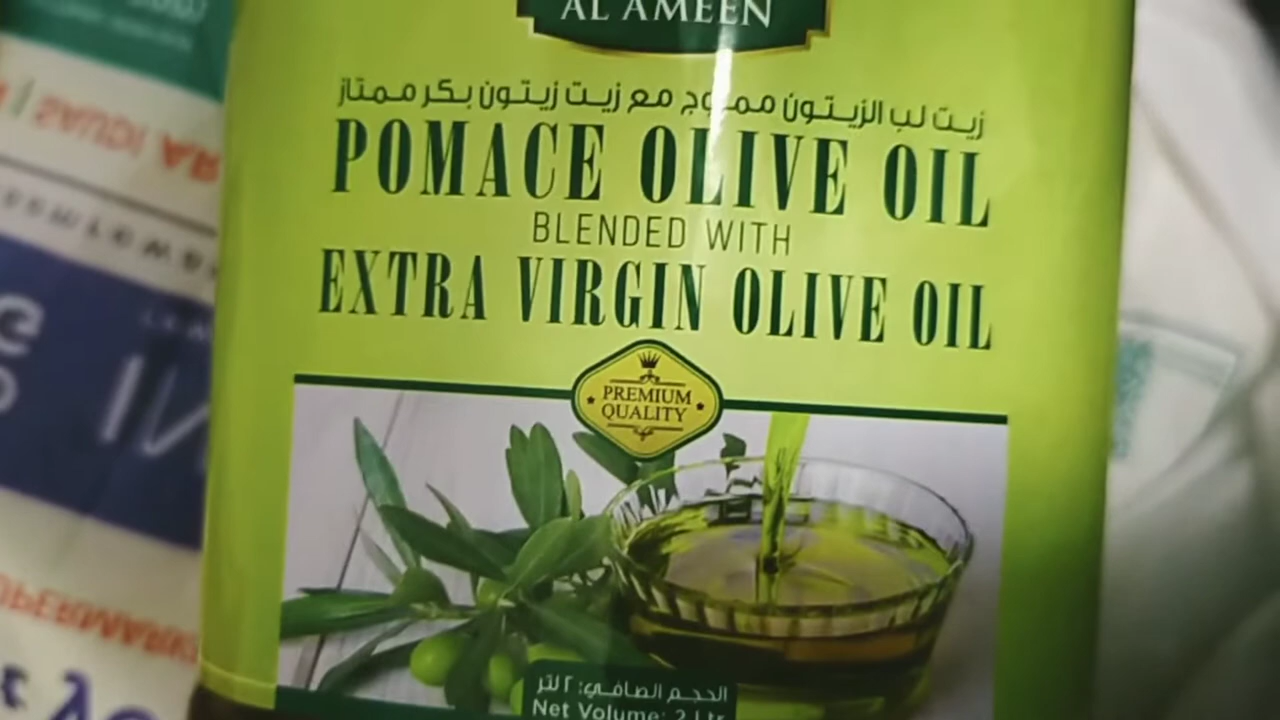 AL AMEEN
زيت لب الزيتون ممزوج مع زيت زيتون بكر ممتاز
POMACE OLIVE OIL
BLENDED WITH
EXTRA VIRGIN OLIVE OIL
PREMIUM
QUALITY
الحجم الصافي: ٢ لتر
Net Volume: 2 Ltr
SAUDI